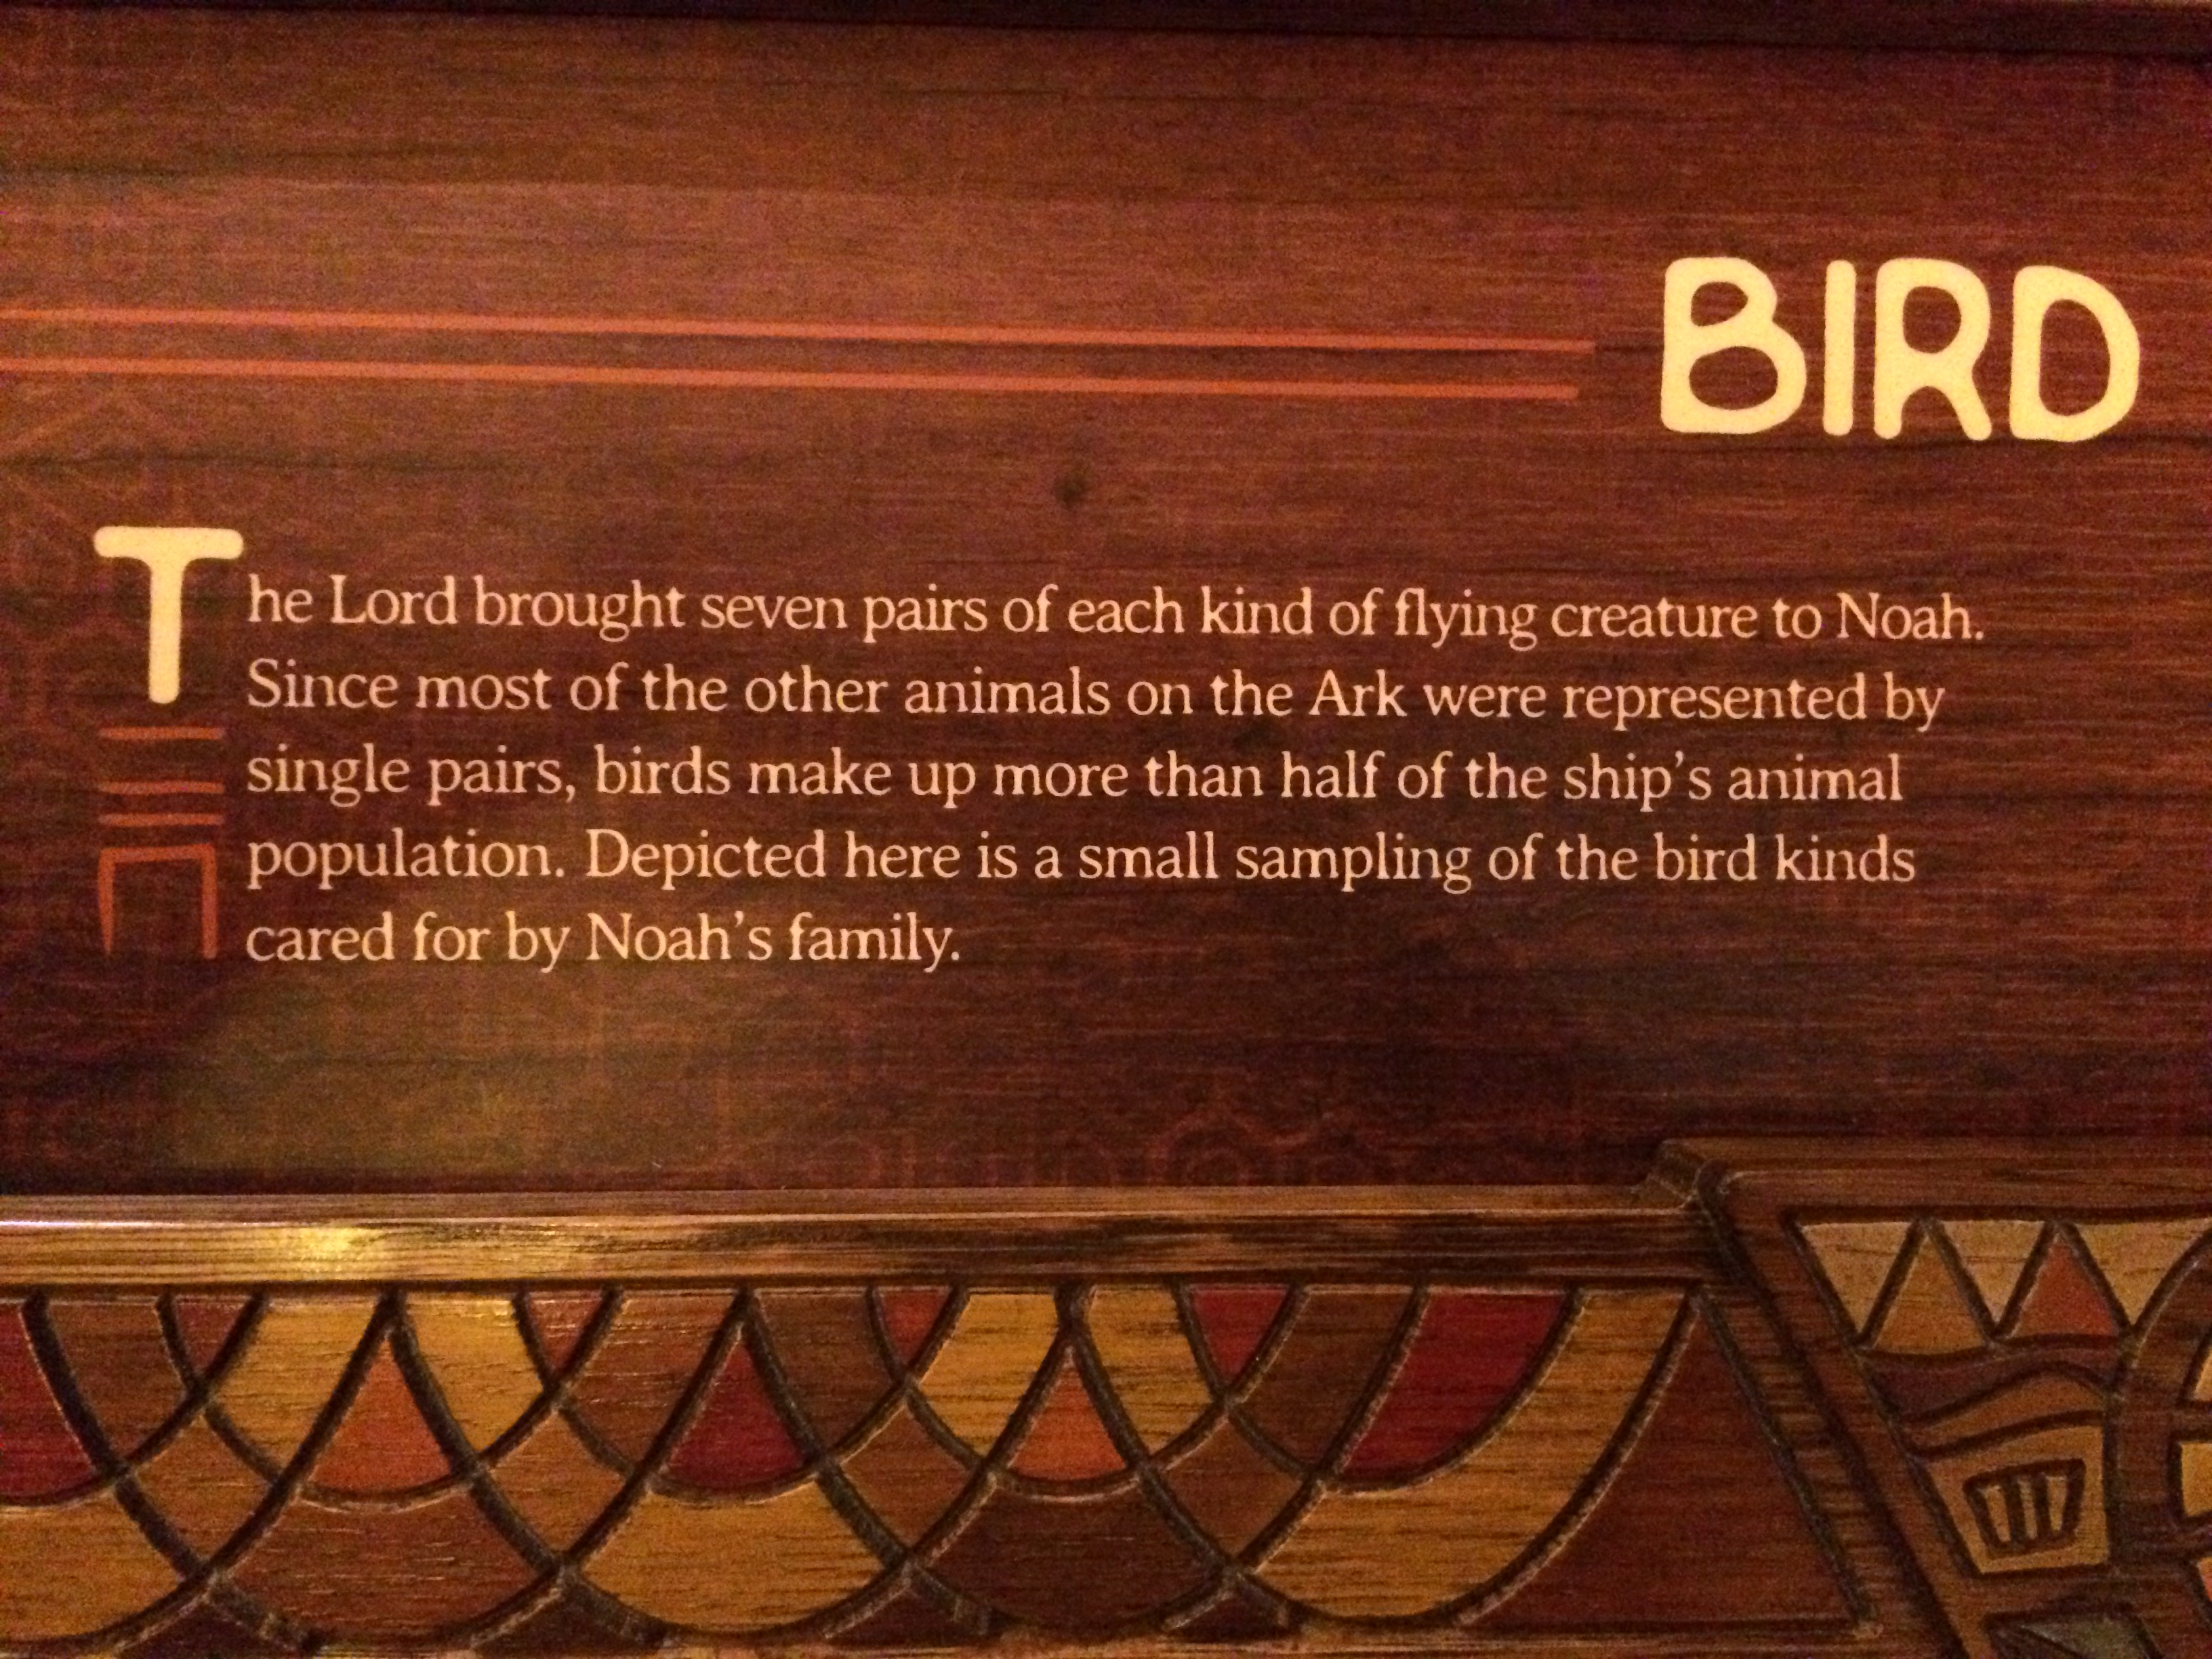 BIRD
The Lord brought seven pairs of each kind of flying creature to Noah.
Since most of the other animals on the Ark were represented by
single pairs, birds make up more than half of the ship's animal
population. Depicted here is a small sampling of the bird kinds
cared for by Noah's family.